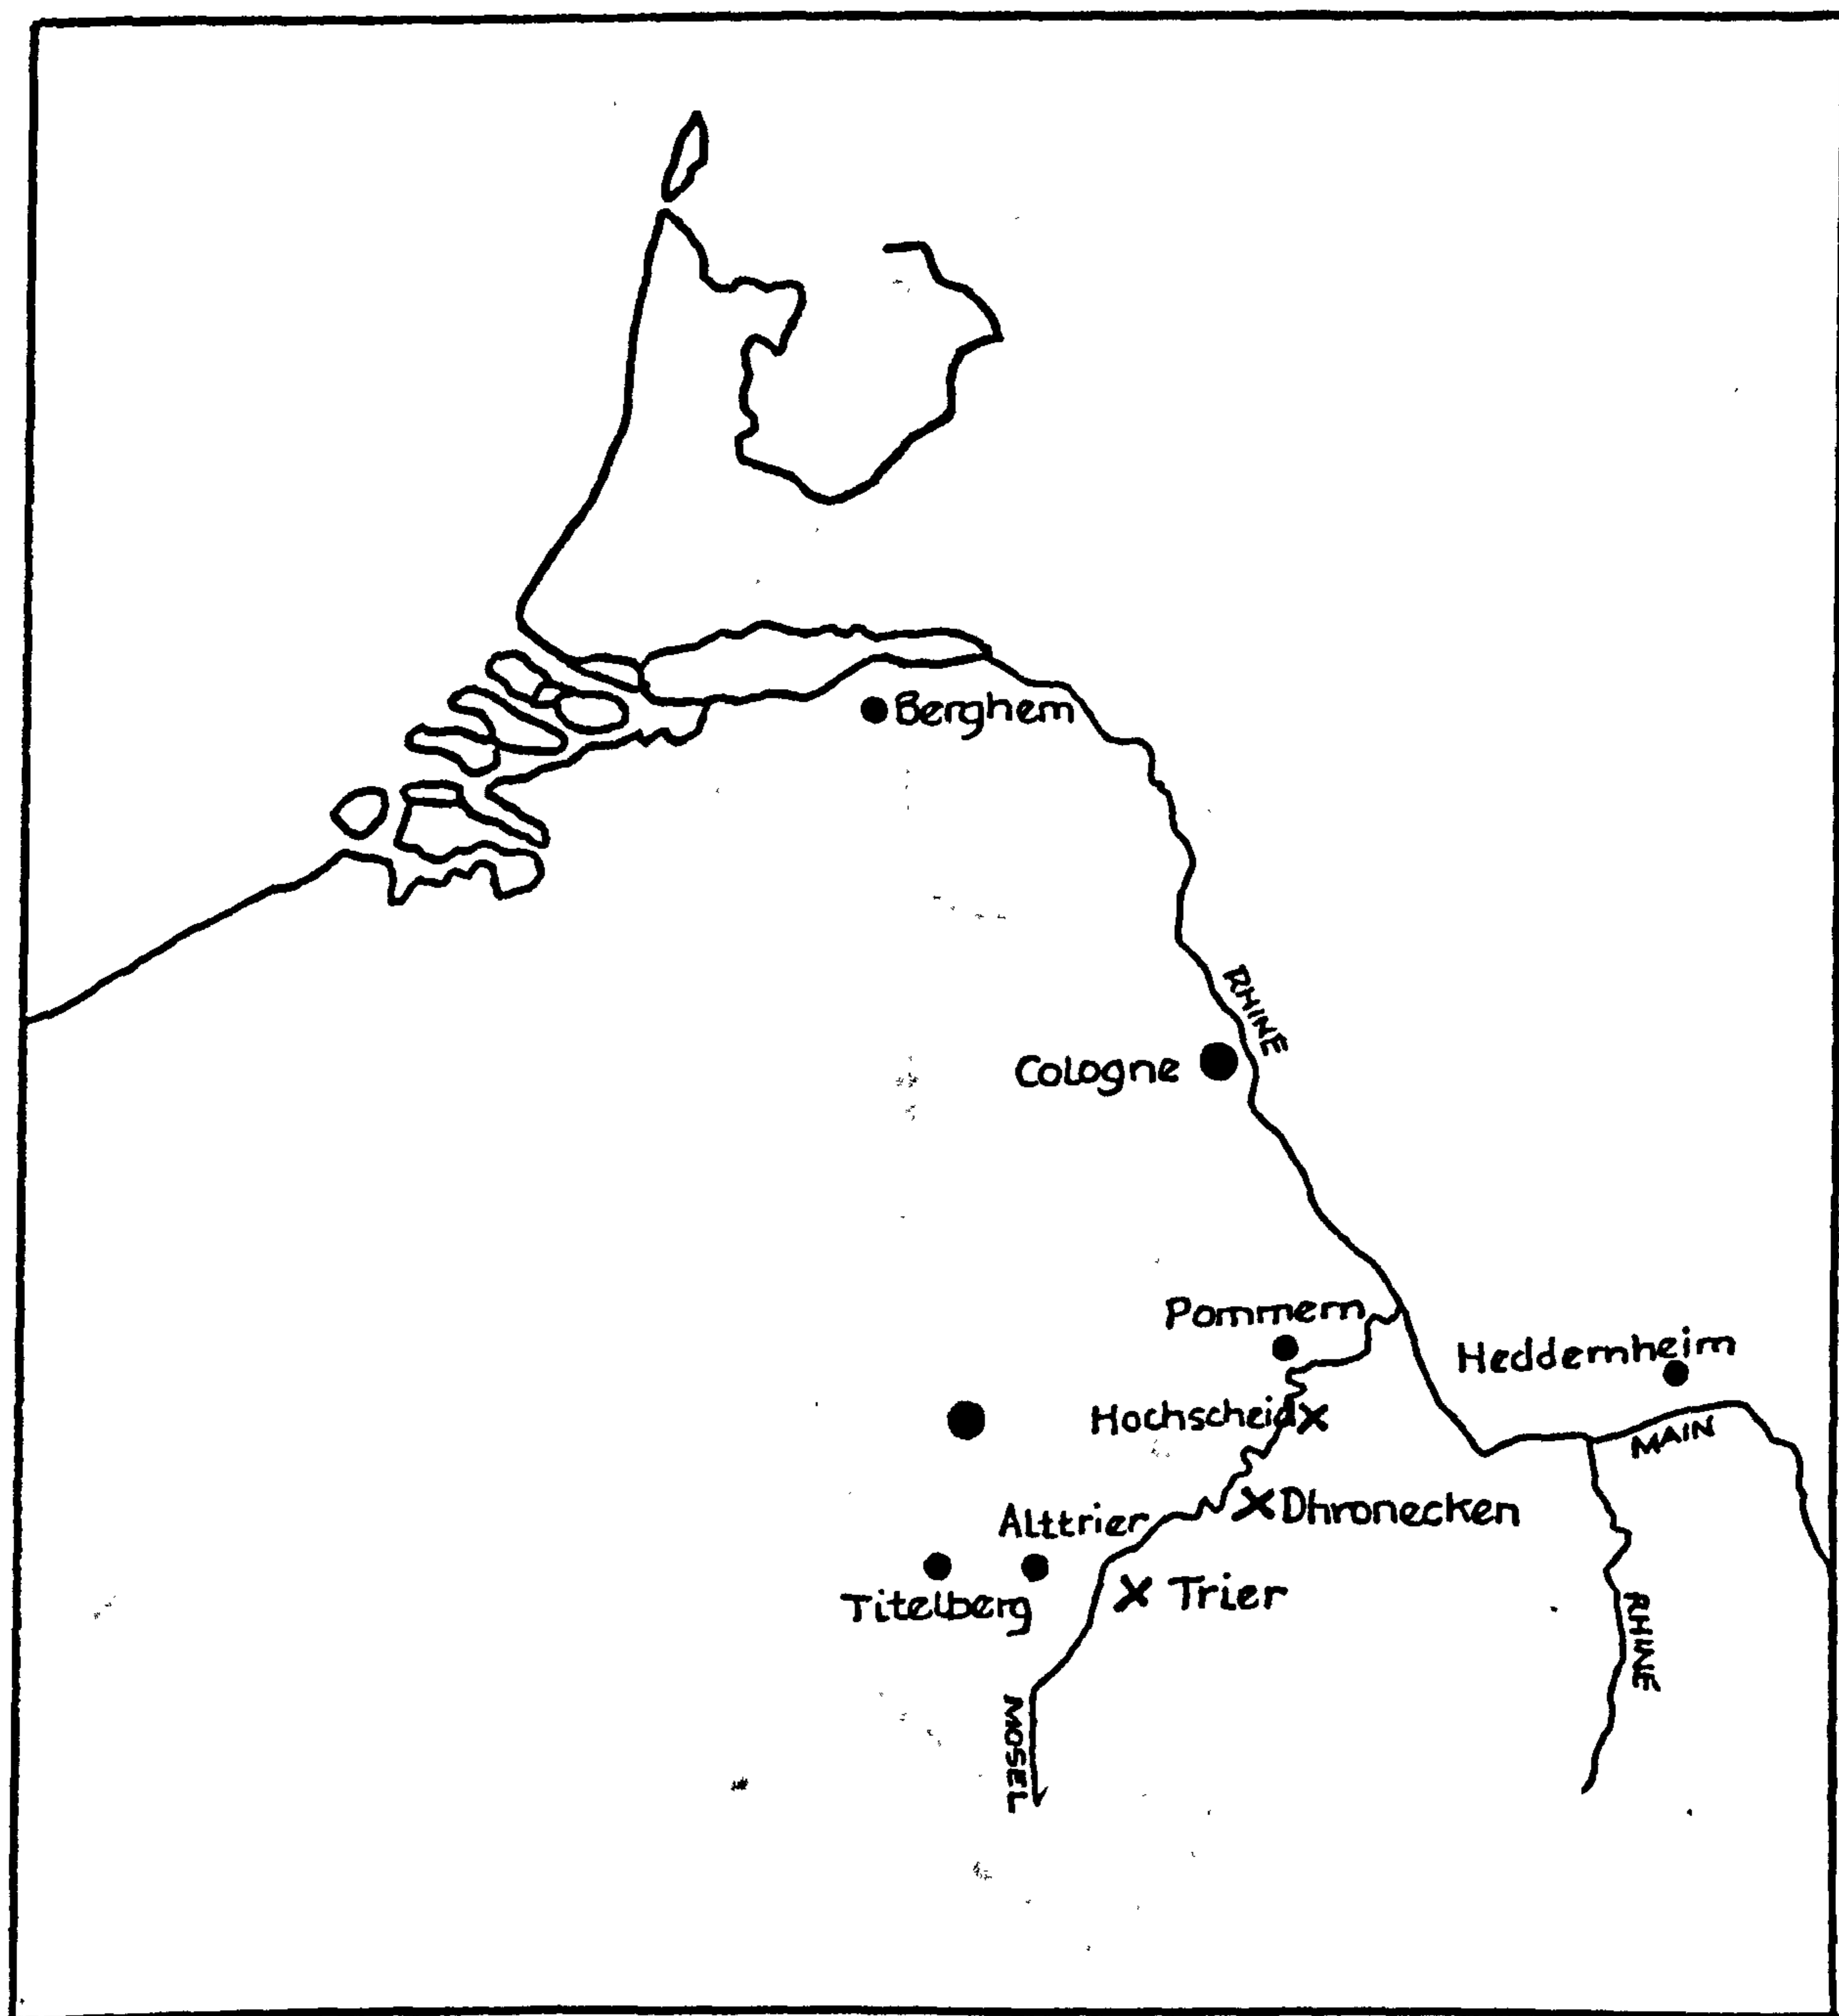 Berghem
RHINE
Cologne
Pommern
Heddernheim
Hochscheid
MAIN
Dhronecken
Alttrier
Trier
Titelberg
RHINE
MOSEL